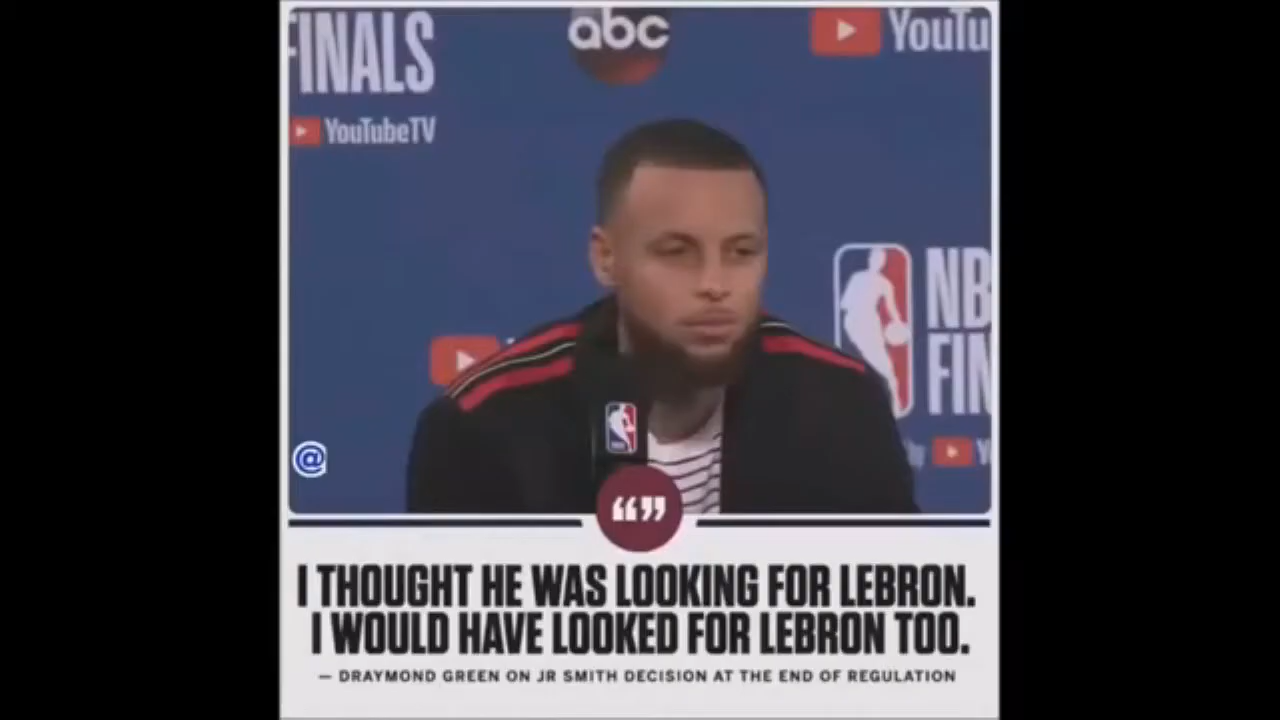 FINALS
abc
YouTu
YouTubeTV
NB
FIN
@
“”
I THOUGHT HE WAS LOOKING FOR LEBRON.
I WOULD HAVE LOOKED FOR LEBRON TOO.
— DRAYMOND GREEN ON JR SMITH DECISION AT THE END OF REGULATION